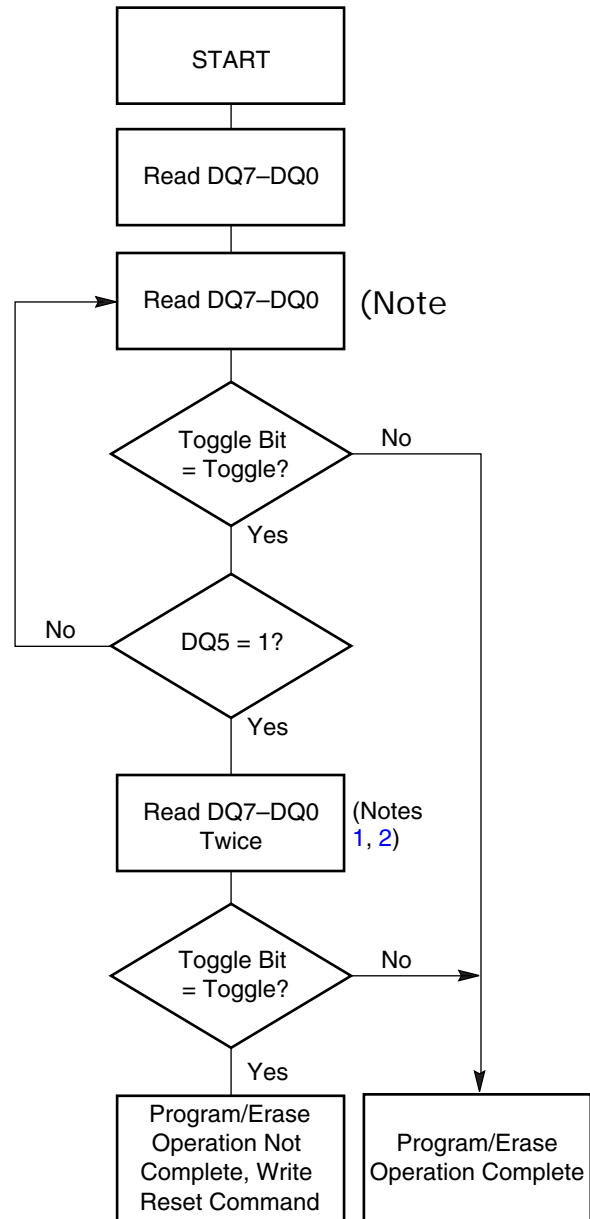 START
Read DQ7–DQ0
Read DQ7–DQ0
(Note
Toggle Bit
= Toggle?
No
Yes
No
DQ5 = 1?
Yes
Read DQ7–DQ0
Twice
(Notes
1, 2)
Toggle Bit
= Toggle?
No
Yes
Program/Erase
Operation Not
Complete, Write
Reset Command
Program/Erase
Operation Complete